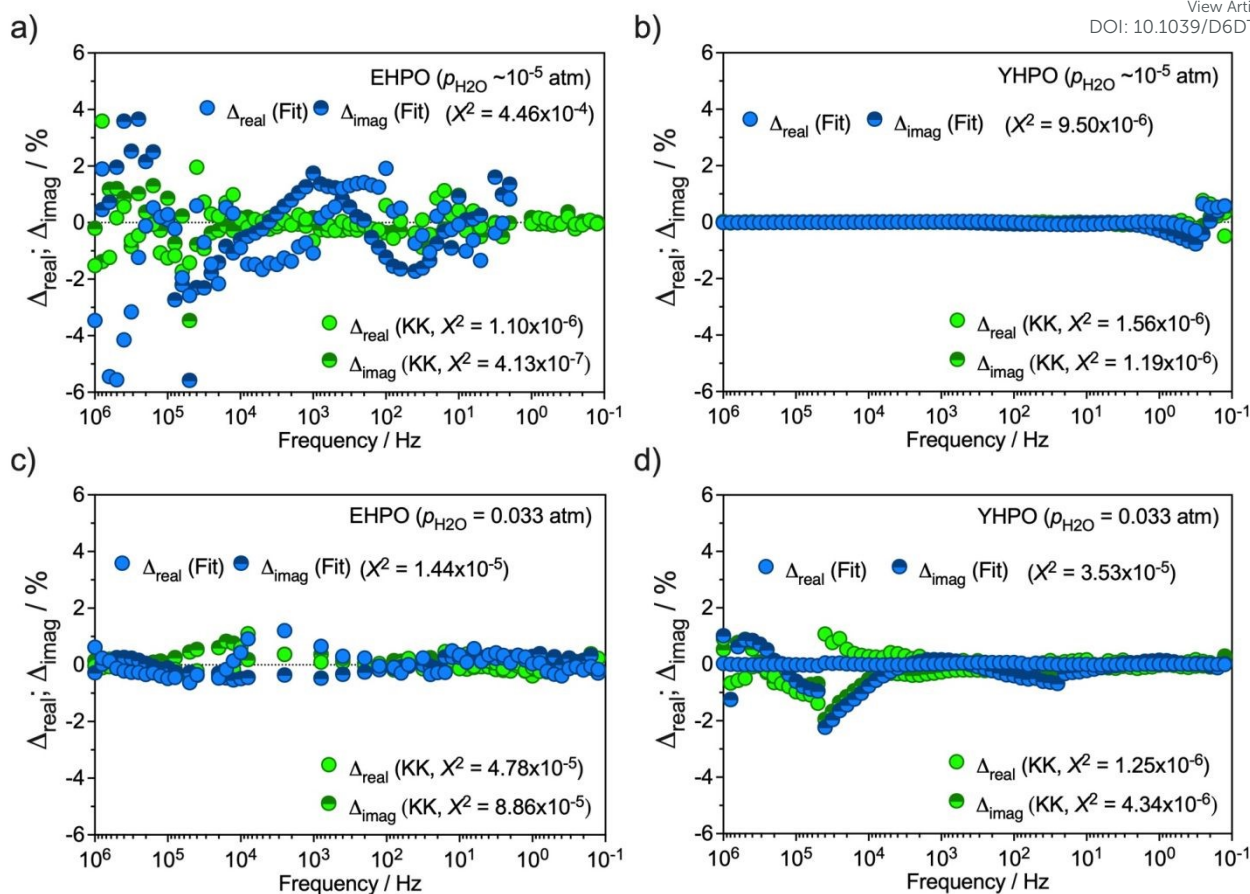 View Arti
DOI: 10.1039/D6DT
a)
6
4
2
0
-2
-4
-6
Δreal; Δimag / %
EHPO (pH2O ~10-5 atm)
Δreal (Fit) Δimag (Fit) (X2 = 4.46x10-4)
Δreal (KK, X2 = 1.10x10-6)
Δimag (KK, X2 = 4.13x10-7)
106 105 104 103 102 101 100 10-1
Frequency / Hz
b)
6
4
2
0
-2
-4
-6
Δreal; Δimag / %
YHPO (pH2O ~10-5 atm)
Δreal (Fit) Δimag (Fit) (X2 = 9.50x10-6)
Δreal (KK, X2 = 1.56x10-6)
Δimag (KK, X2 = 1.19x10-6)
106 105 104 103 102 101 100 10-1
Frequency / Hz
c)
6
4
2
0
-2
-4
-6
Δreal; Δimag / %
EHPO (pH2O = 0.033 atm)
Δreal (Fit) Δimag (Fit) (X2 = 1.44x10-5)
Δreal (KK, X2 = 4.78x10-5)
Δimag (KK, X2 = 8.86x10-5)
106 105 104 103 102 101 100 10-1
Frequency / Hz
d)
6
4
2
0
-2
-4
-6
Δreal; Δimag / %
YHPO (pH2O = 0.033 atm)
Δreal (Fit) Δimag (Fit) (X2 = 3.53x10-5)
Δreal (KK, X2 = 1.25x10-6)
Δimag (KK, X2 = 4.34x10-6)
106 105 104 103 102 101 100 10-1
Frequency / Hz